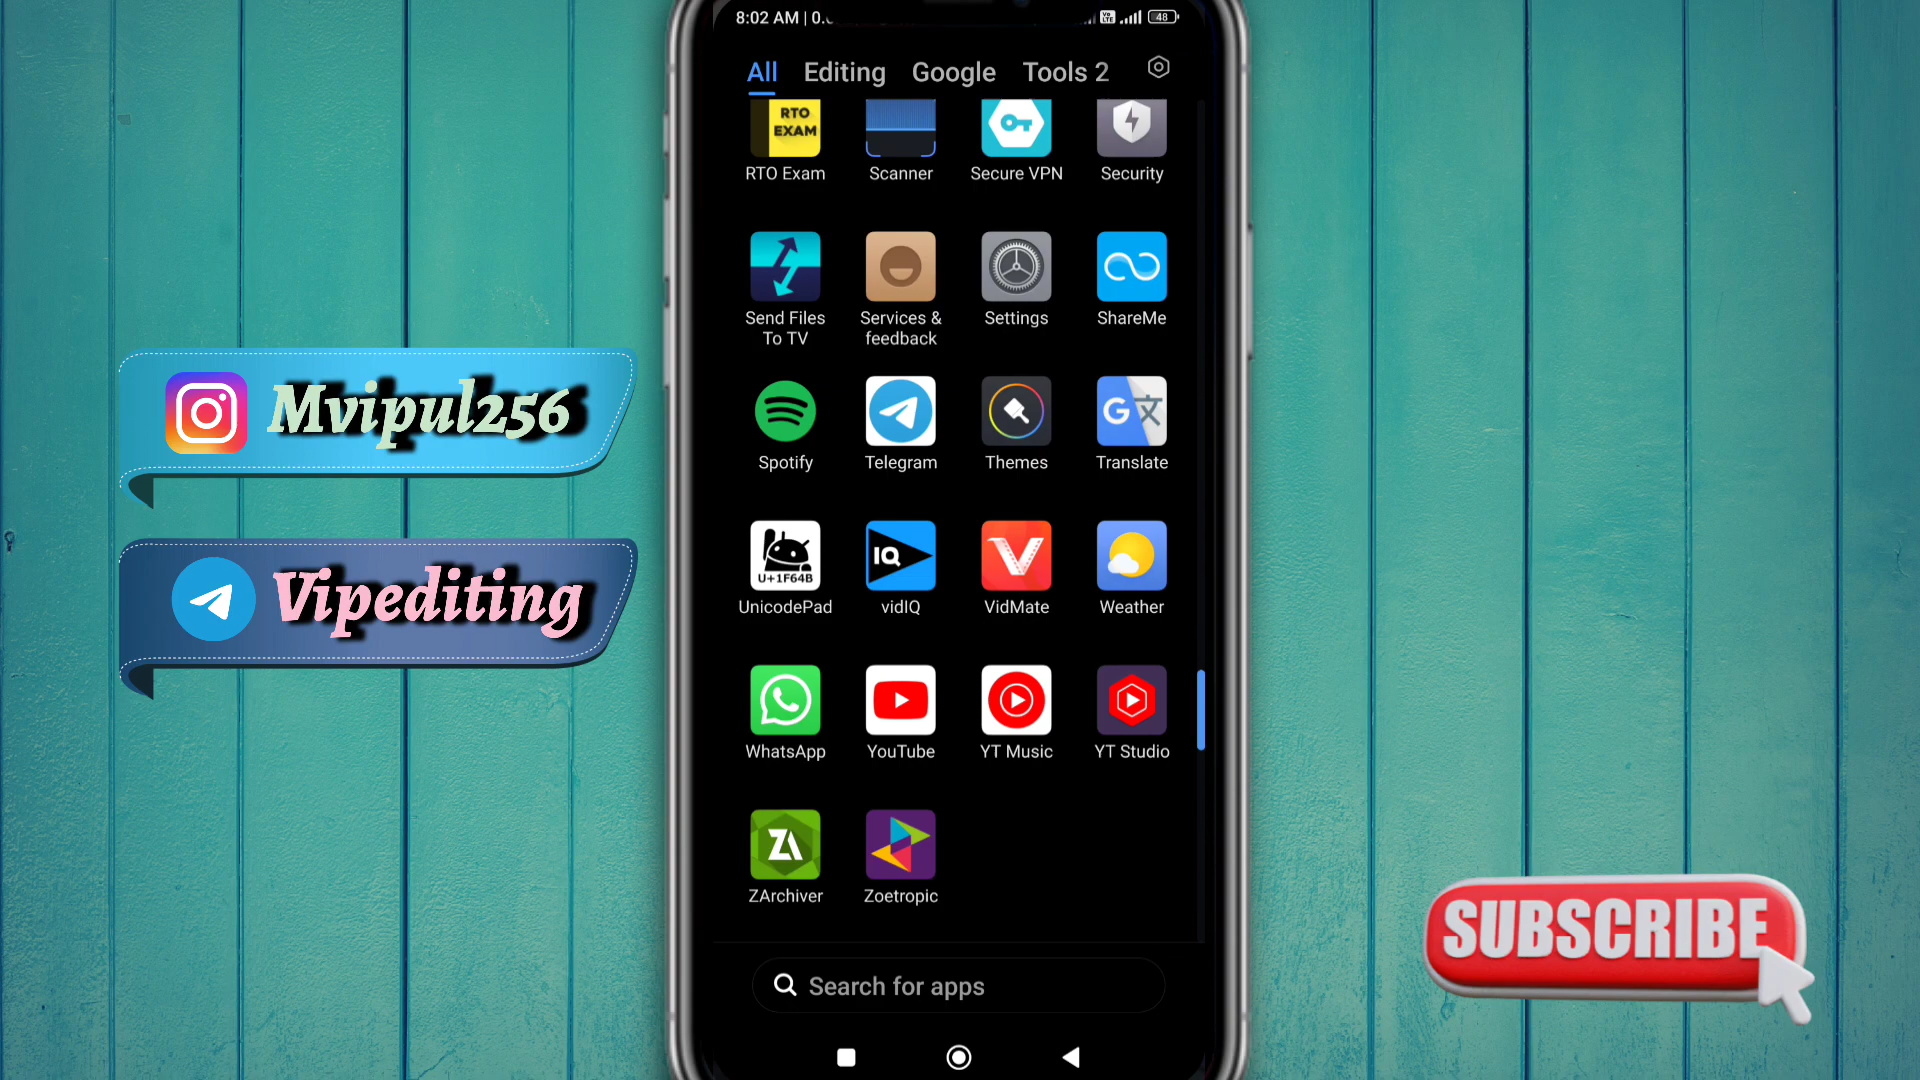 8:02 AM | 0.
48
All Editing Google Tools 2
RTO EXAM
RTO Exam Scanner Secure VPN Security
Send Files To TV Services & feedback Settings ShareMe
Mvipul256
G
Spotify Telegram Themes Translate
Vipediting
U+1F64B IQ
UnicodePad vidIQ VidMate Weather
WhatsApp YouTube YT Music YT Studio
ZA
ZArchiver Zoetropic
SUBSCRIBE
Search for apps